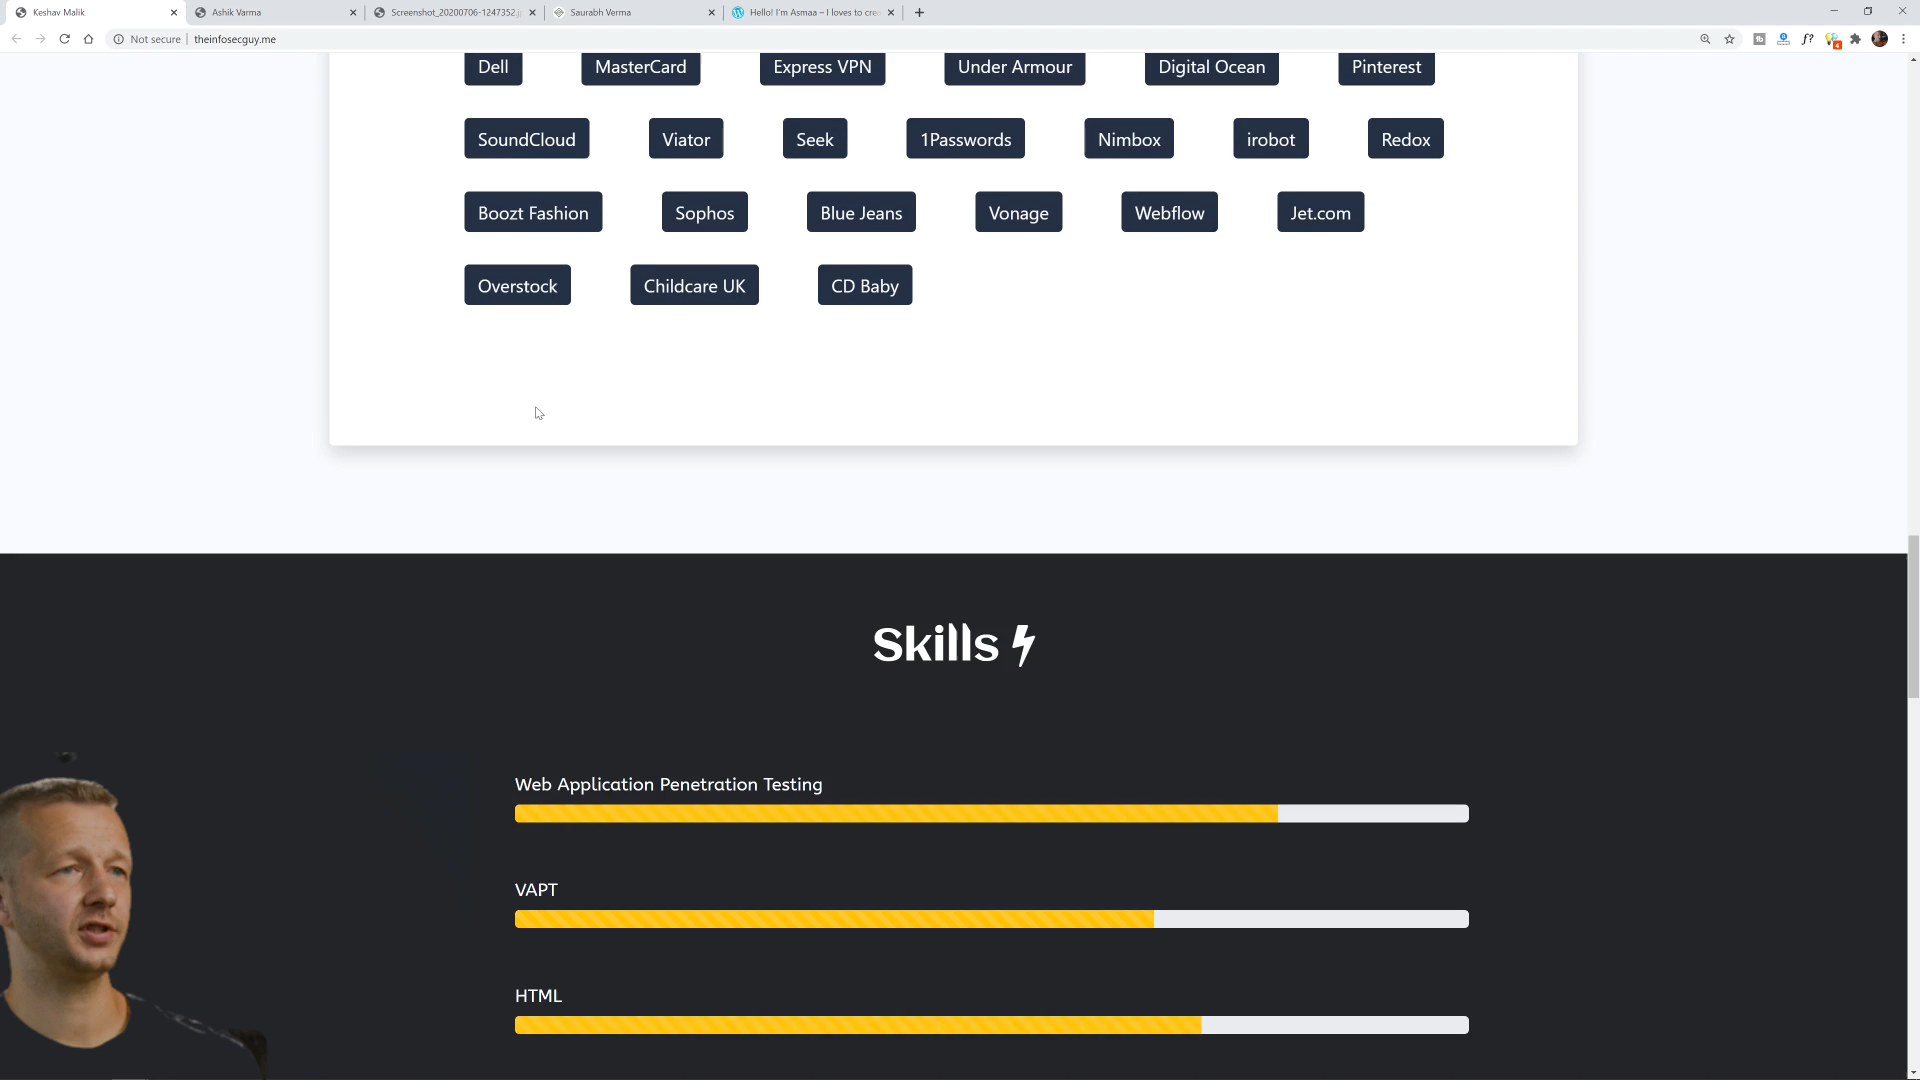 Keshav Malik
Ashik Varma
Screenshot_20200706-1247352.j
Saurabh Verma
Hello! I'm Asmaa – I loves to crea
Not secure
theinfosecguy.me
f?
4
Dell
MasterCard
Express VPN
Under Armour
Digital Ocean
Pinterest
SoundCloud
Viator
Seek
1Passwords
Nimbox
irobot
Redox
Boozt Fashion
Sophos
Blue Jeans
Vonage
Webflow
Jet.com
Overstock
Childcare UK
CD Baby
Skills
Web Application Penetration Testing
VAPT
HTML